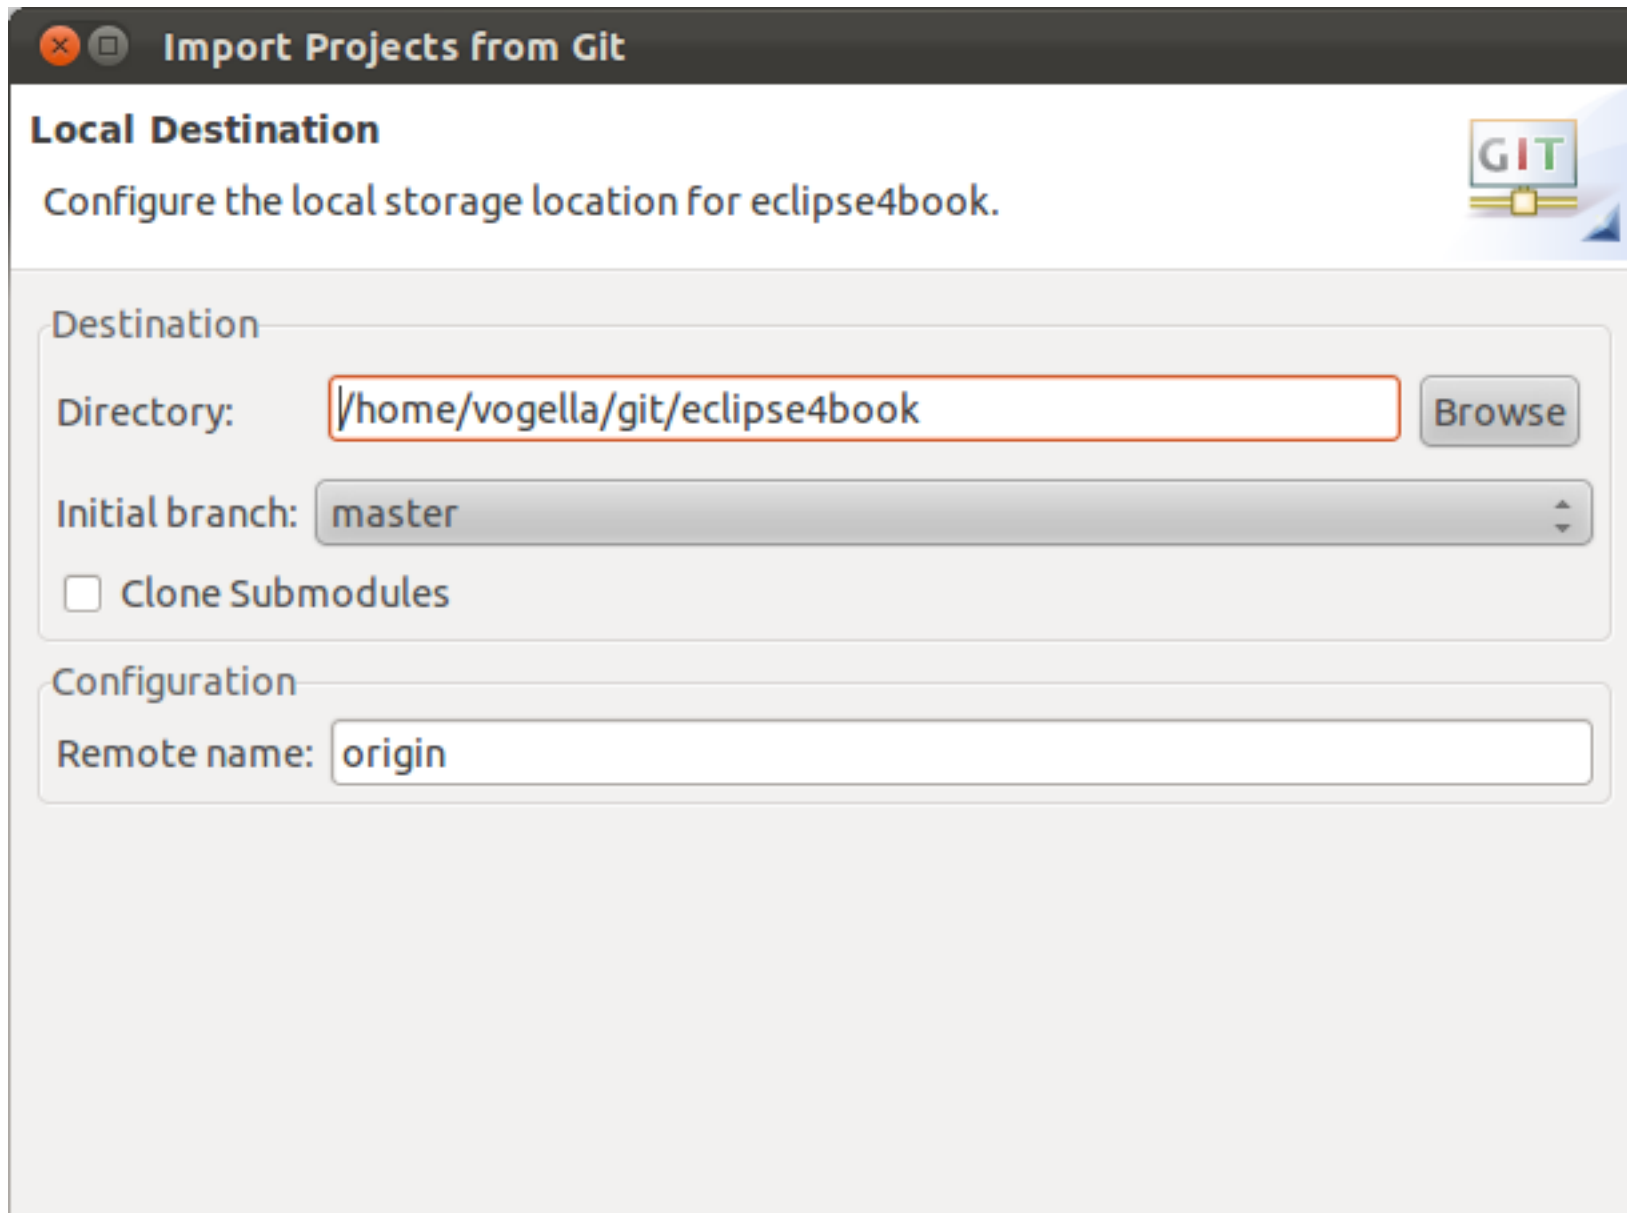 Import Projects from Git
Local Destination
Configure the local storage location for eclipse4book.
GIT
Destination
Directory: /home/vogella/git/eclipse4book Browse
Initial branch: master
Clone Submodules
Configuration
Remote name: origin